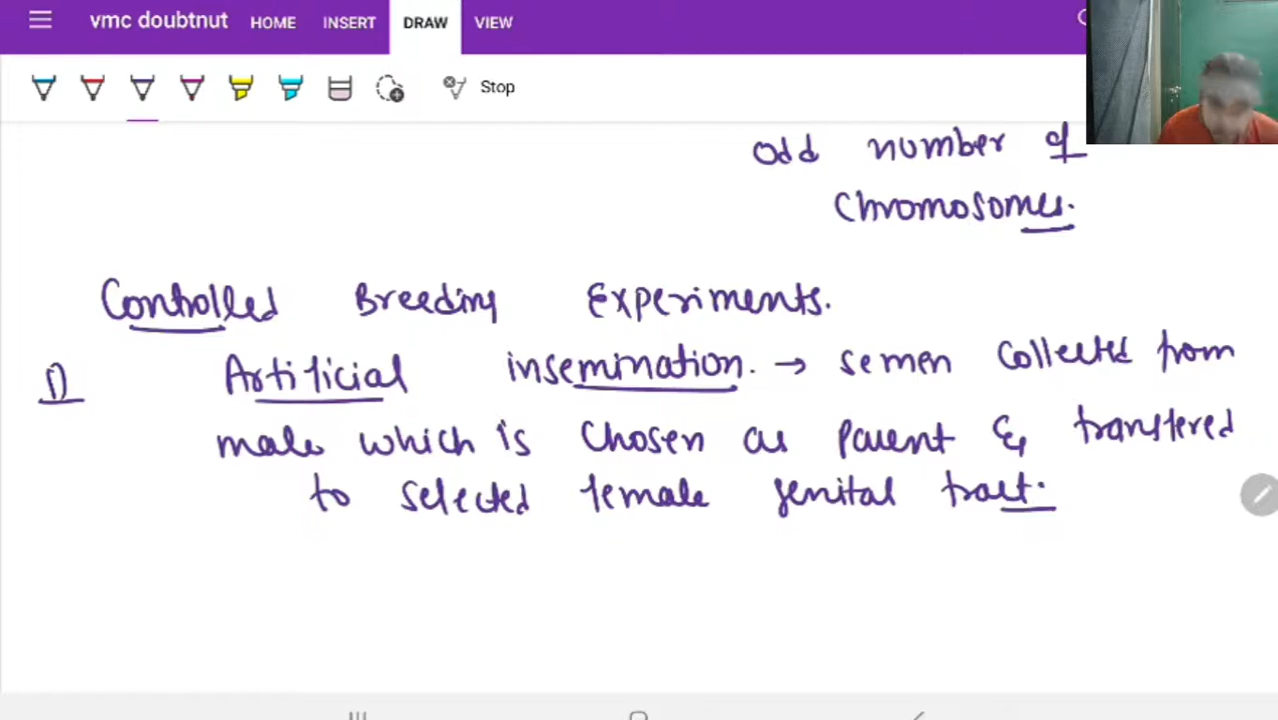 vmc doubtnut HOME INSERT DRAW VIEW
Stop
odd number of
Chromosomes.
Controlled Breeding Experiments.
1) Artificial insemination. → semen collected from
male which is chosen as parent & transfered
to selected female genital tract.